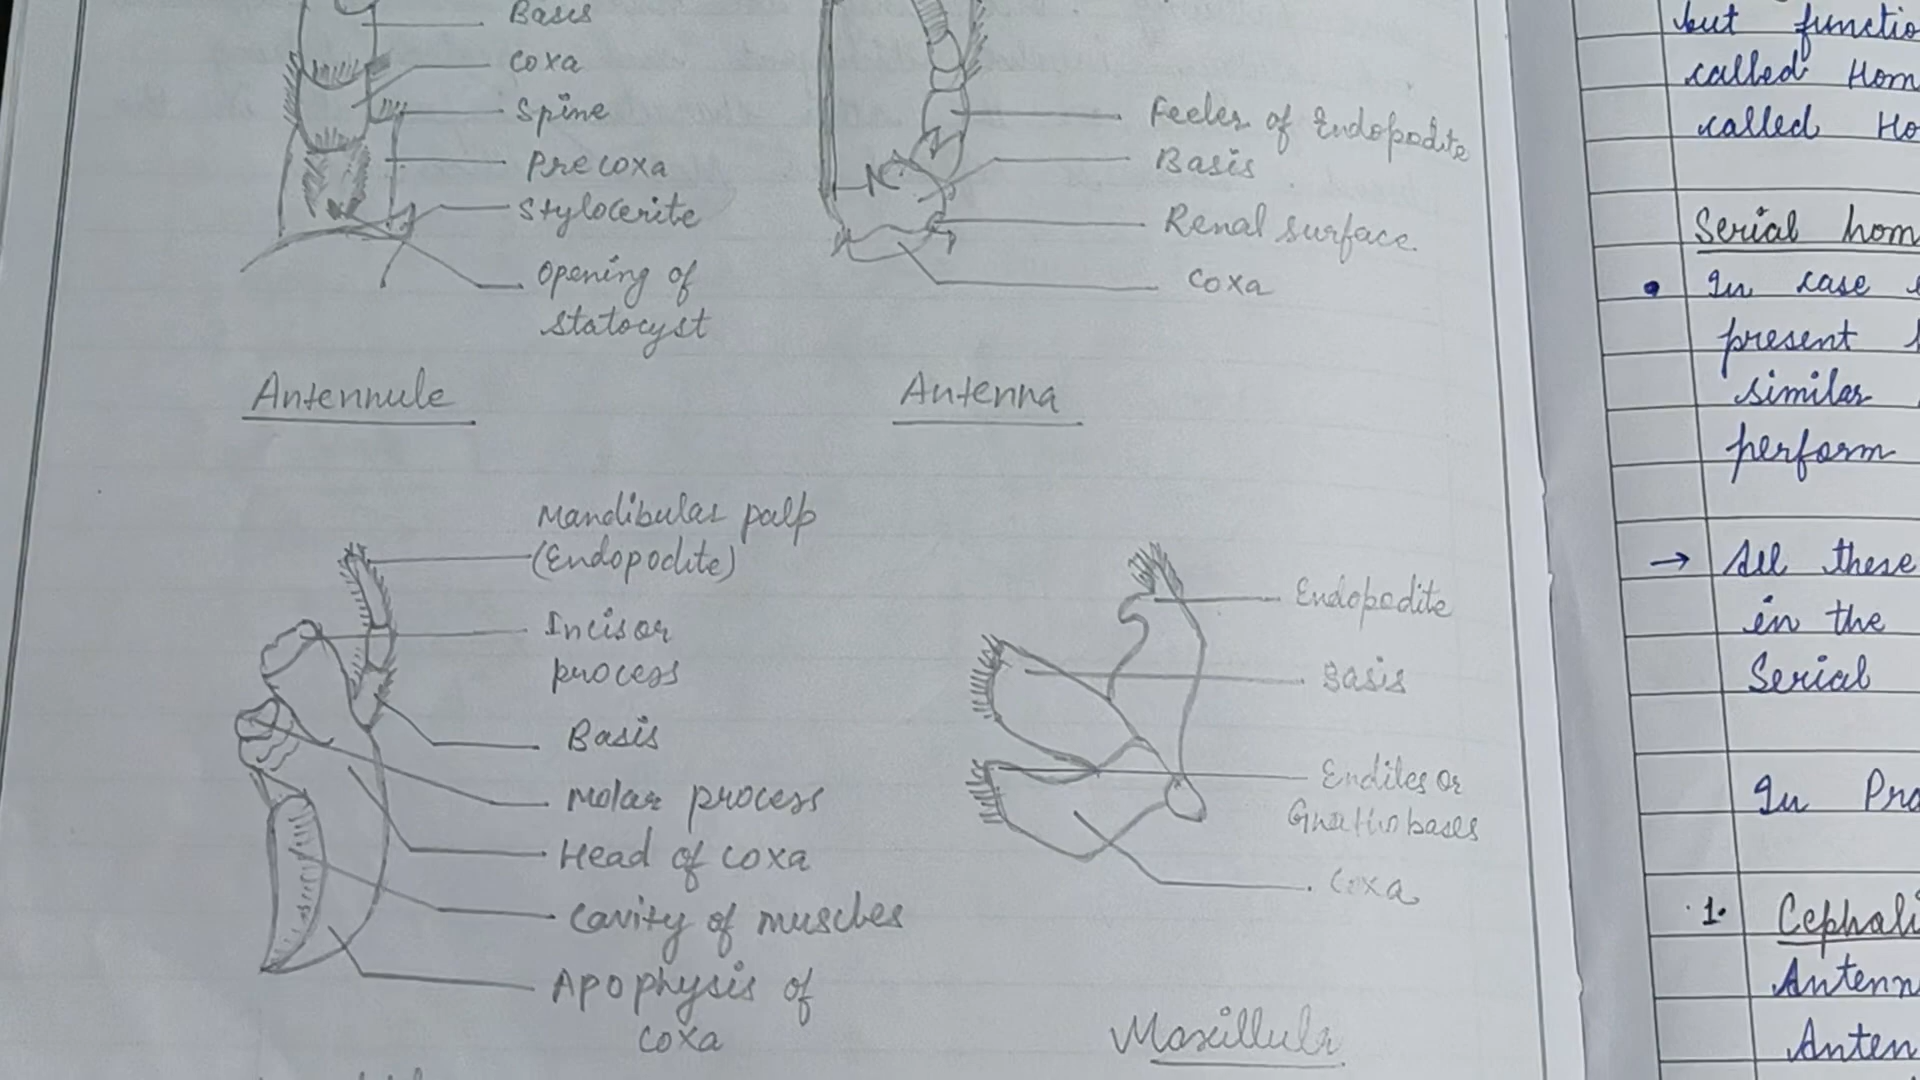 Basis
Coxa
Spine
Precoxa
Stylocerite
Opening of
statocyst
Antennule
Feeler of Endopodite
Basis
Renal surface.
Coxa
Antenna
Mandibular palp
(Endopodite)
Incisor
process
Basis
Molar process
Head of coxa
Cavity of muscles
Apophysis of
coxa
Endopodite
Basis
Endites or
Gnathobases
Coxa
but functio
called Hom
called Ho
Serial hom
• In case
present
similar
perform
→ All these
in the
Serial
In Pra
1. Cephali
Antenn
Anten